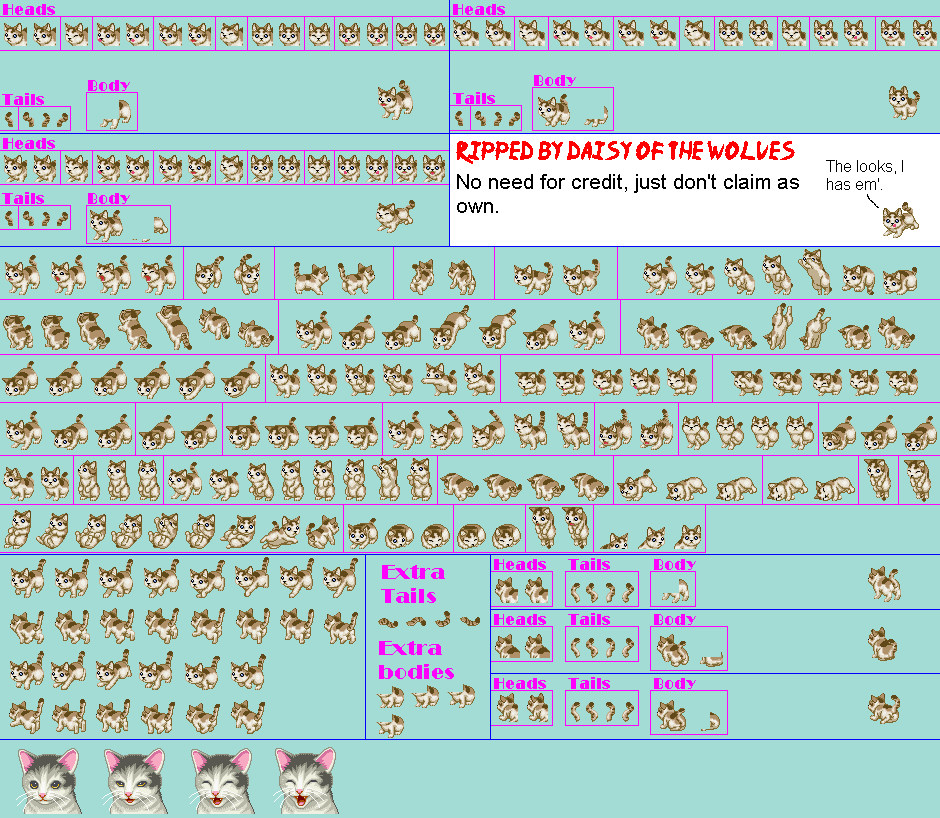 Heads
Heads
Body
Tails
Body
Tails
Heads
Tails
Body
RIPPED BY DAISY OF THE WOLVES
No need for credit, just don't claim as
own.
The looks, I
has em'.
Extra
Tails
Extra
bodies
Heads
Tails
Body
Heads
Tails
Body
Heads
Tails
Body